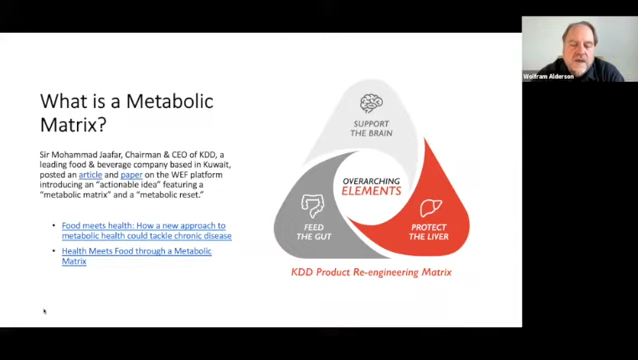 Wolfram Alderson
What is a Metabolic
Matrix?
Sir Mohammad Jaafar, Chairman & CEO of KDD, a
leading food & beverage company based in Kuwait,
posted an article and paper on the WEF platform
introducing an "actionable idea" featuring a
"metabolic matrix" and a "metabolic reset."
• Food meets health: How a new approach to
metabolic health could tackle chronic disease
• Health Meets Food through a Metabolic
Matrix
SUPPORT
THE BRAIN
OVERARCHING
ELEMENTS
FEED
THE GUT
PROTECT
THE LIVER
KDD Product Re-engineering Matrix